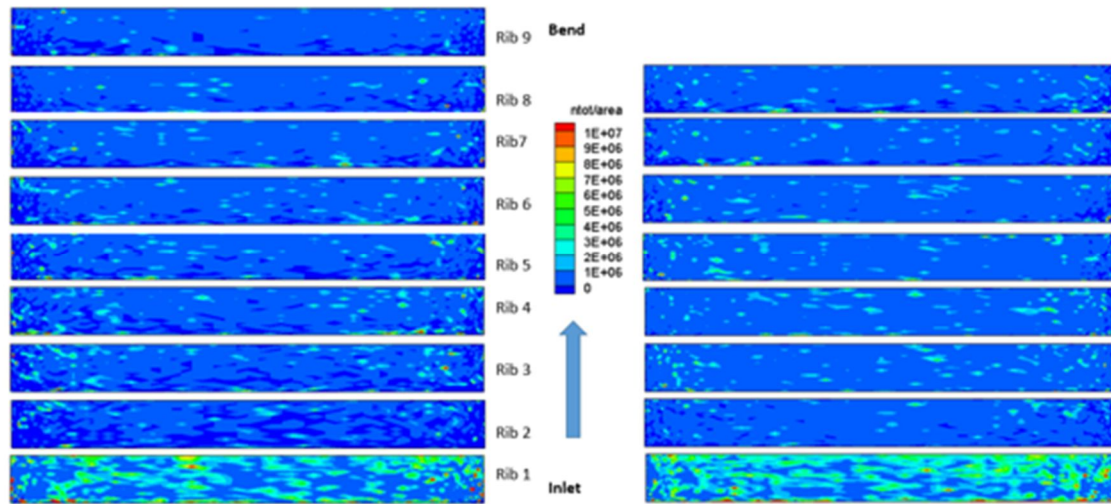 Rib 9
Bend
Rib 8
ntot/area
1E+07
9E+06
8E+06
7E+06
6E+06
5E+06
4E+06
3E+06
2E+06
1E+06
0
Rib7
Rib 6
Rib 5
Rib 4
Rib 3
Rib 2
Rib 1
Inlet